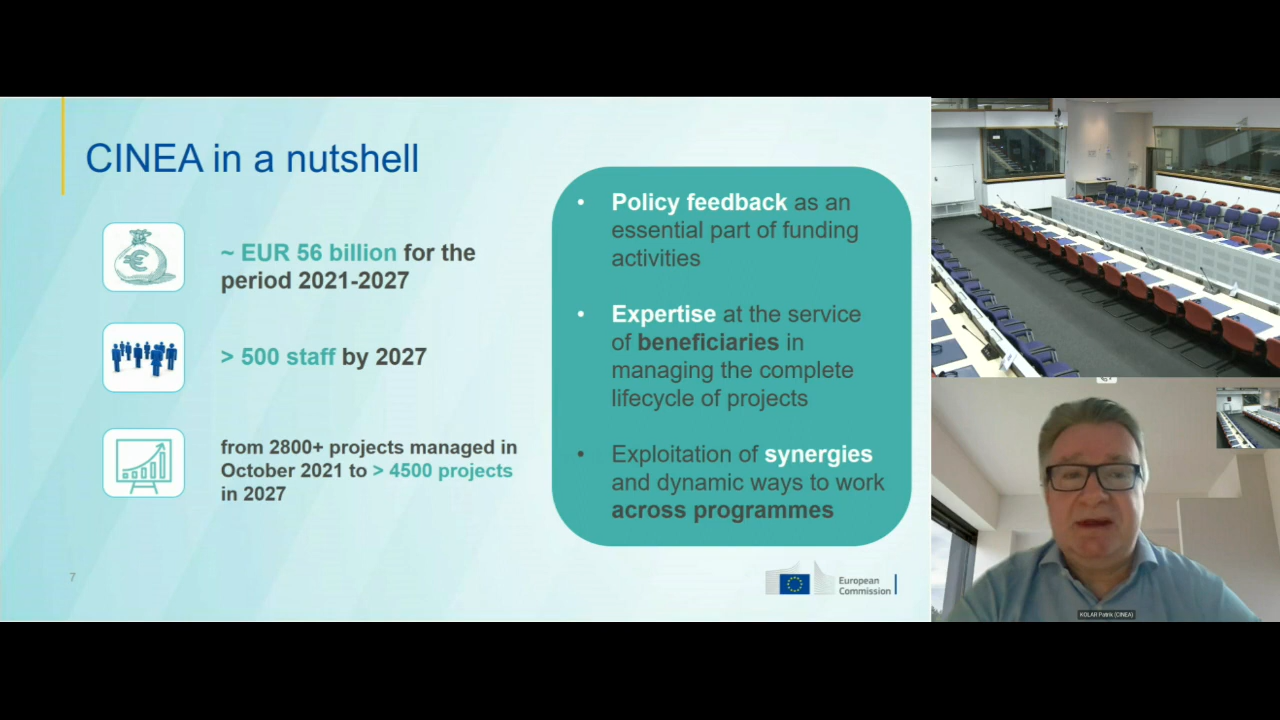 CINEA in a nutshell
~ EUR 56 billion for the
period 2021-2027
> 500 staff by 2027
from 2800+ projects managed in
October 2021 to > 4500 projects
in 2027
• Policy feedback as an
essential part of funding
activities
• Expertise at the service
of beneficiaries in
managing the complete
lifecycle of projects
• Exploitation of synergies
and dynamic ways to work
across programmes
7
European
Commission
KOLAR Patrik (CINEA)